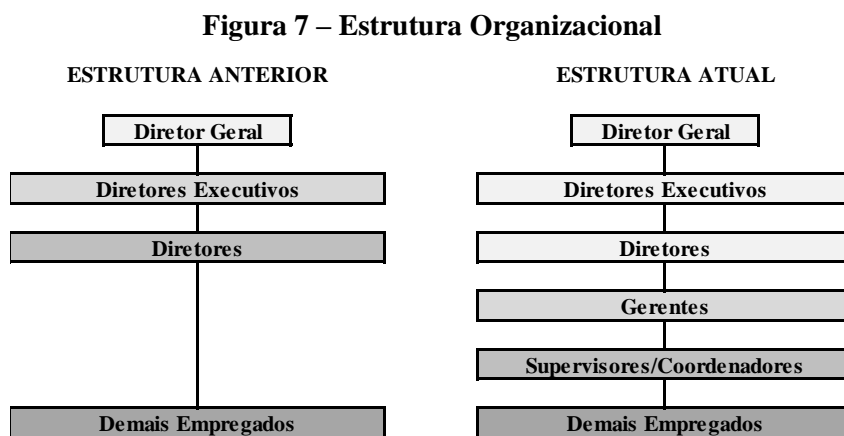 Figura 7 – Estrutura Organizacional
ESTRUTURA ANTERIOR
Diretor Geral
Diretores Executivos
Diretores
Demais Empregados
ESTRUTURA ATUAL
Diretor Geral
Diretores Executivos
Diretores
Gerentes
Supervisores/Coordenadores
Demais Empregados